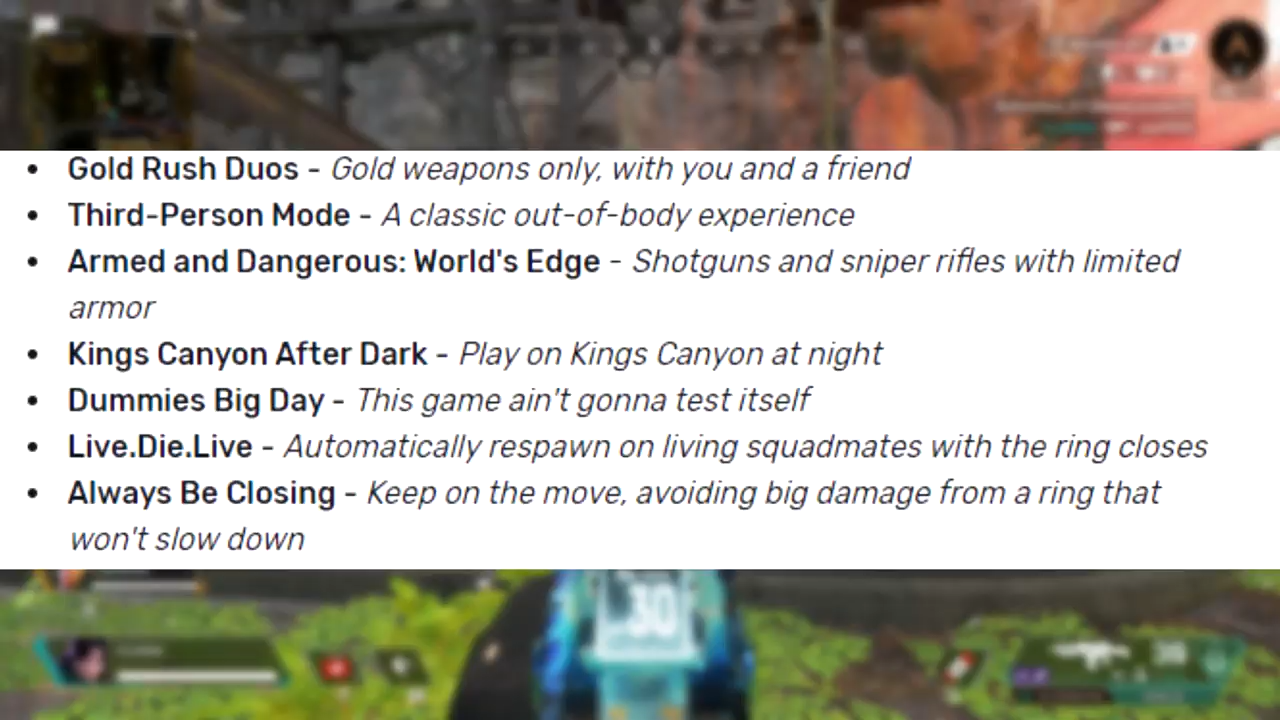 • Gold Rush Duos - Gold weapons only, with you and a friend
• Third-Person Mode - A classic out-of-body experience
• Armed and Dangerous: World's Edge - Shotguns and sniper rifles with limited
armor
• Kings Canyon After Dark - Play on Kings Canyon at night
• Dummies Big Day - This game ain't gonna test itself
• Live.Die.Live - Automatically respawn on living squadmates with the ring closes
• Always Be Closing - Keep on the move, avoiding big damage from a ring that
won't slow down
30